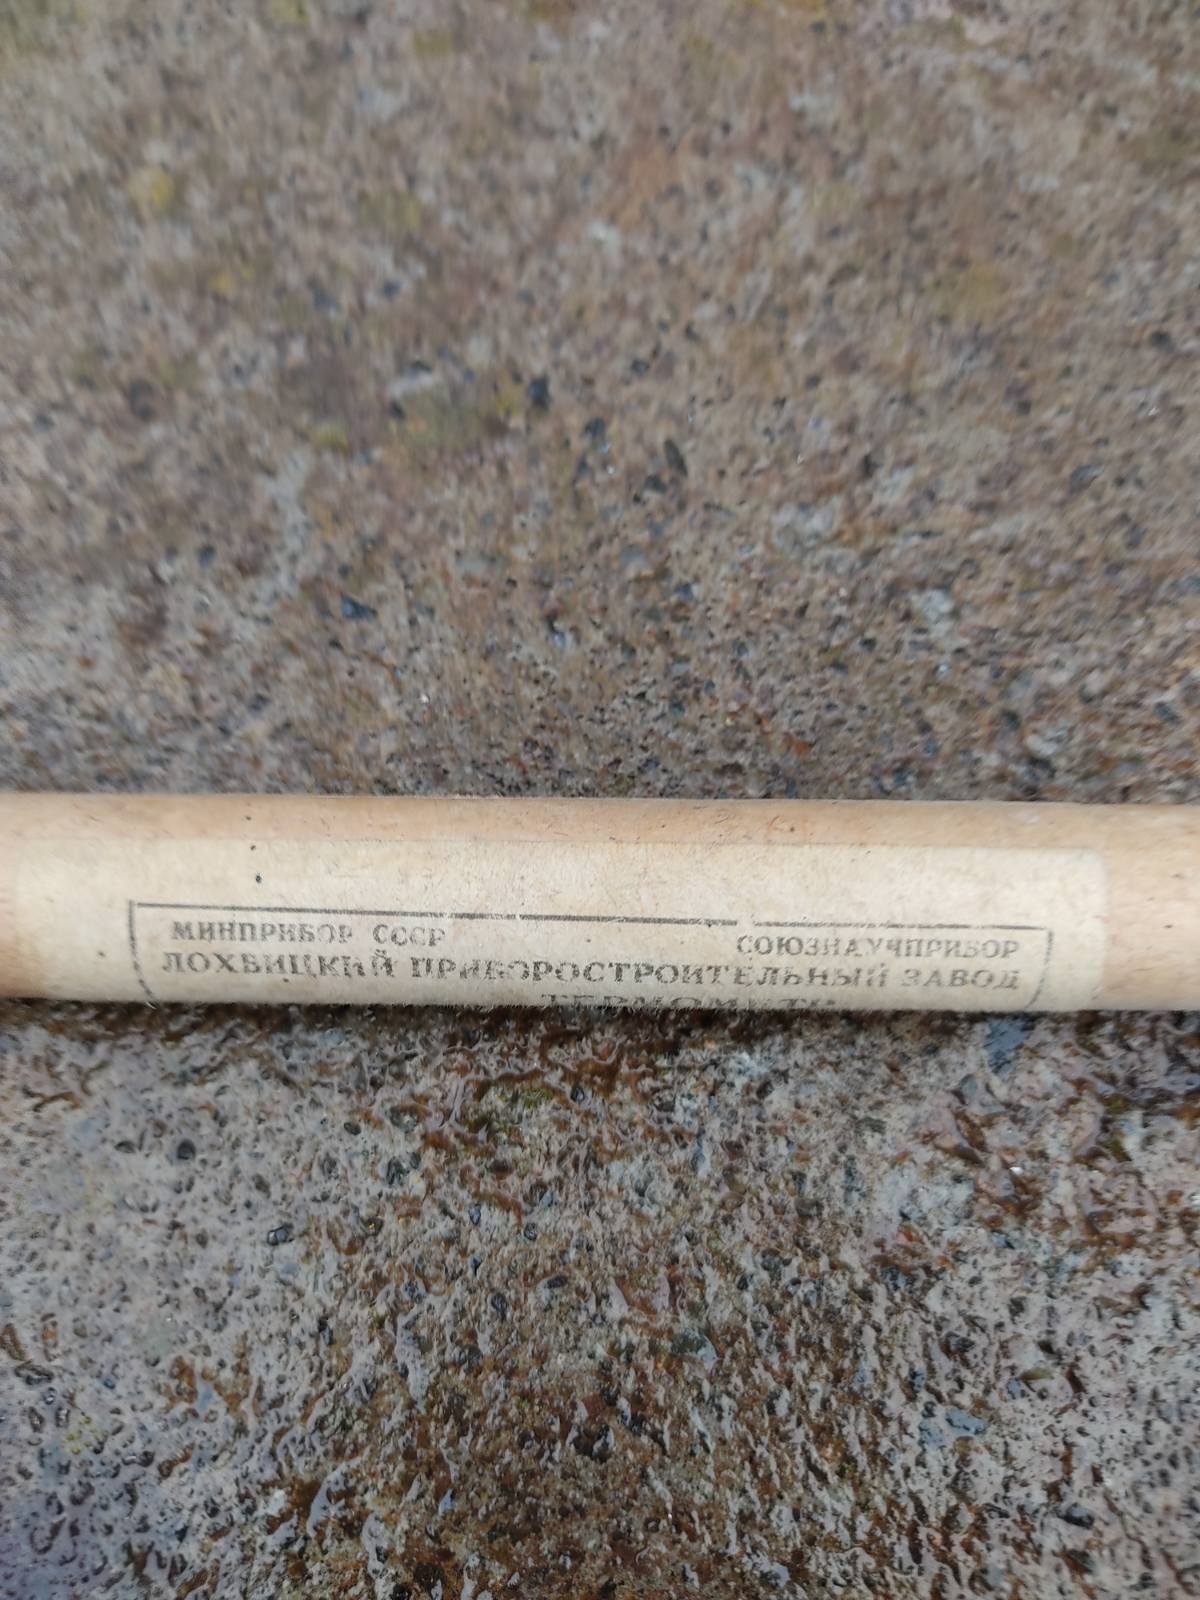 МИНПРИБОР СССР СОЮЗНАУЧПРИБОР
ЛОХВИЦКИЙ ПРИБОРОСТРОИТЕЛЬНЫЙ ЗАВОД